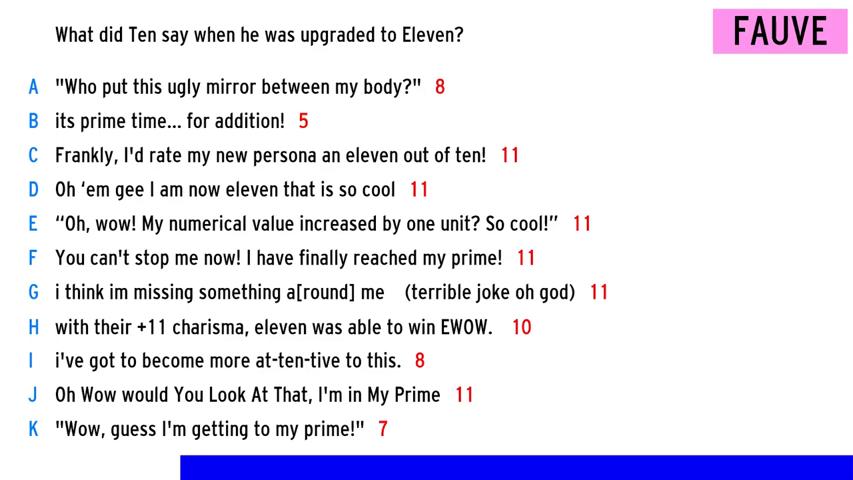 What did Ten say when he was upgraded to Eleven?
FAUVE
A "Who put this ugly mirror between my body?" 8
B its prime time... for addition! 5
C Frankly, I'd rate my new persona an eleven out of ten! 11
D Oh ‘em gee I am now eleven that is so cool 11
E “Oh, wow! My numerical value increased by one unit? So cool!” 11
F You can't stop me now! I have finally reached my prime! 11
G i think im missing something a[round] me (terrible joke oh god) 11
H with their +11 charisma, eleven was able to win EWOW. 10
I i've got to become more at-ten-tive to this. 8
J Oh Wow would You Look At That, I'm in My Prime 11
K "Wow, guess I'm getting to my prime!" 7